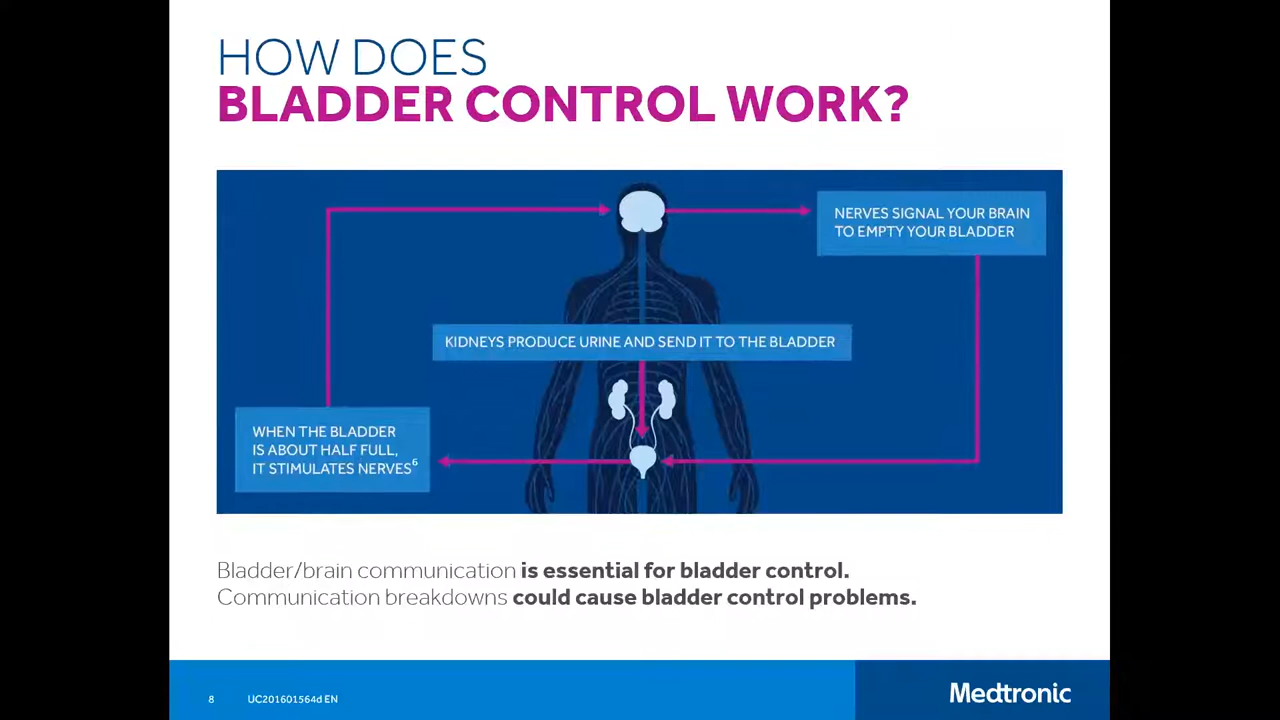 HOW DOES
BLADDER CONTROL WORK?
NERVES SIGNAL YOUR BRAIN
TO EMPTY YOUR BLADDER
KIDNEYS PRODUCE URINE AND SEND IT TO THE BLADDER
WHEN THE BLADDER
IS ABOUT HALF FULL,
IT STIMULATES NERVES⁶
Bladder/brain communication is essential for bladder control.
Communication breakdowns could cause bladder control problems.
8 UC201601564d EN
Medtronic